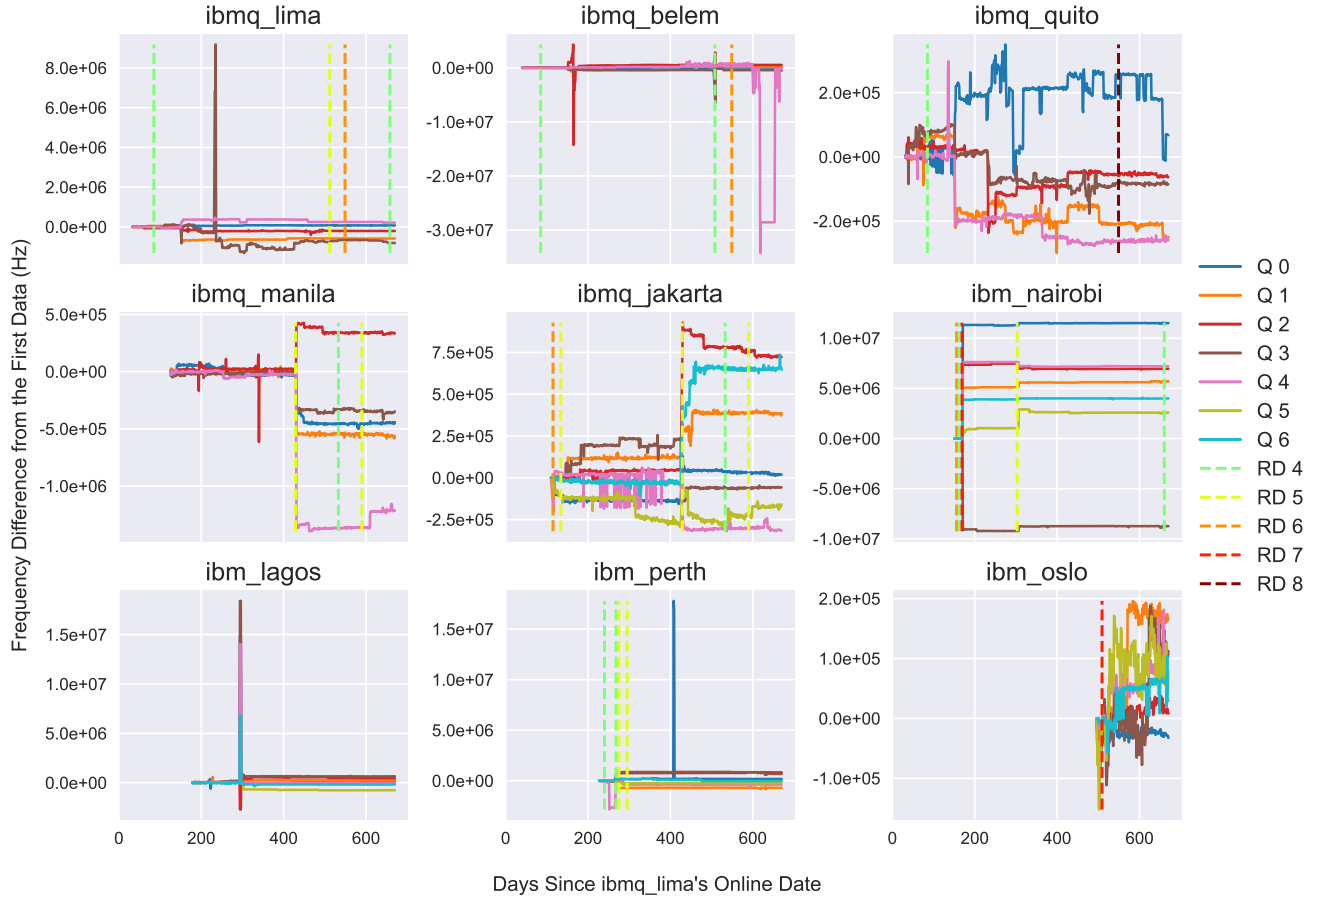 ibmq_lima
ibmq_belem
ibmq_quito
8.0e+06
6.0e+06
4.0e+06
2.0e+06
0.0e+00
0.0e+00
-1.0e+07
-2.0e+07
-3.0e+07
2.0e+05
0.0e+00
-2.0e+05
ibmq_manila
ibmq_jakarta
ibm_nairobi
5.0e+05
0.0e+00
-5.0e+05
-1.0e+06
7.5e+05
5.0e+05
2.5e+05
0.0e+00
-2.5e+05
1.0e+07
5.0e+06
0.0e+00
-5.0e+06
-1.0e+07
ibm_lagos
ibm_perth
ibm_oslo
1.5e+07
1.0e+07
5.0e+06
0.0e+00
1.5e+07
1.0e+07
5.0e+06
0.0e+00
2.0e+05
1.0e+05
0.0e+00
-1.0e+05
0 200 400 600
0 200 400 600
0 200 400 600
Frequency Difference from the First Data (Hz)
Days Since ibmq_lima's Online Date
Q 0
Q 1
Q 2
Q 3
Q 4
Q 5
Q 6
RD 4
RD 5
RD 6
RD 7
RD 8